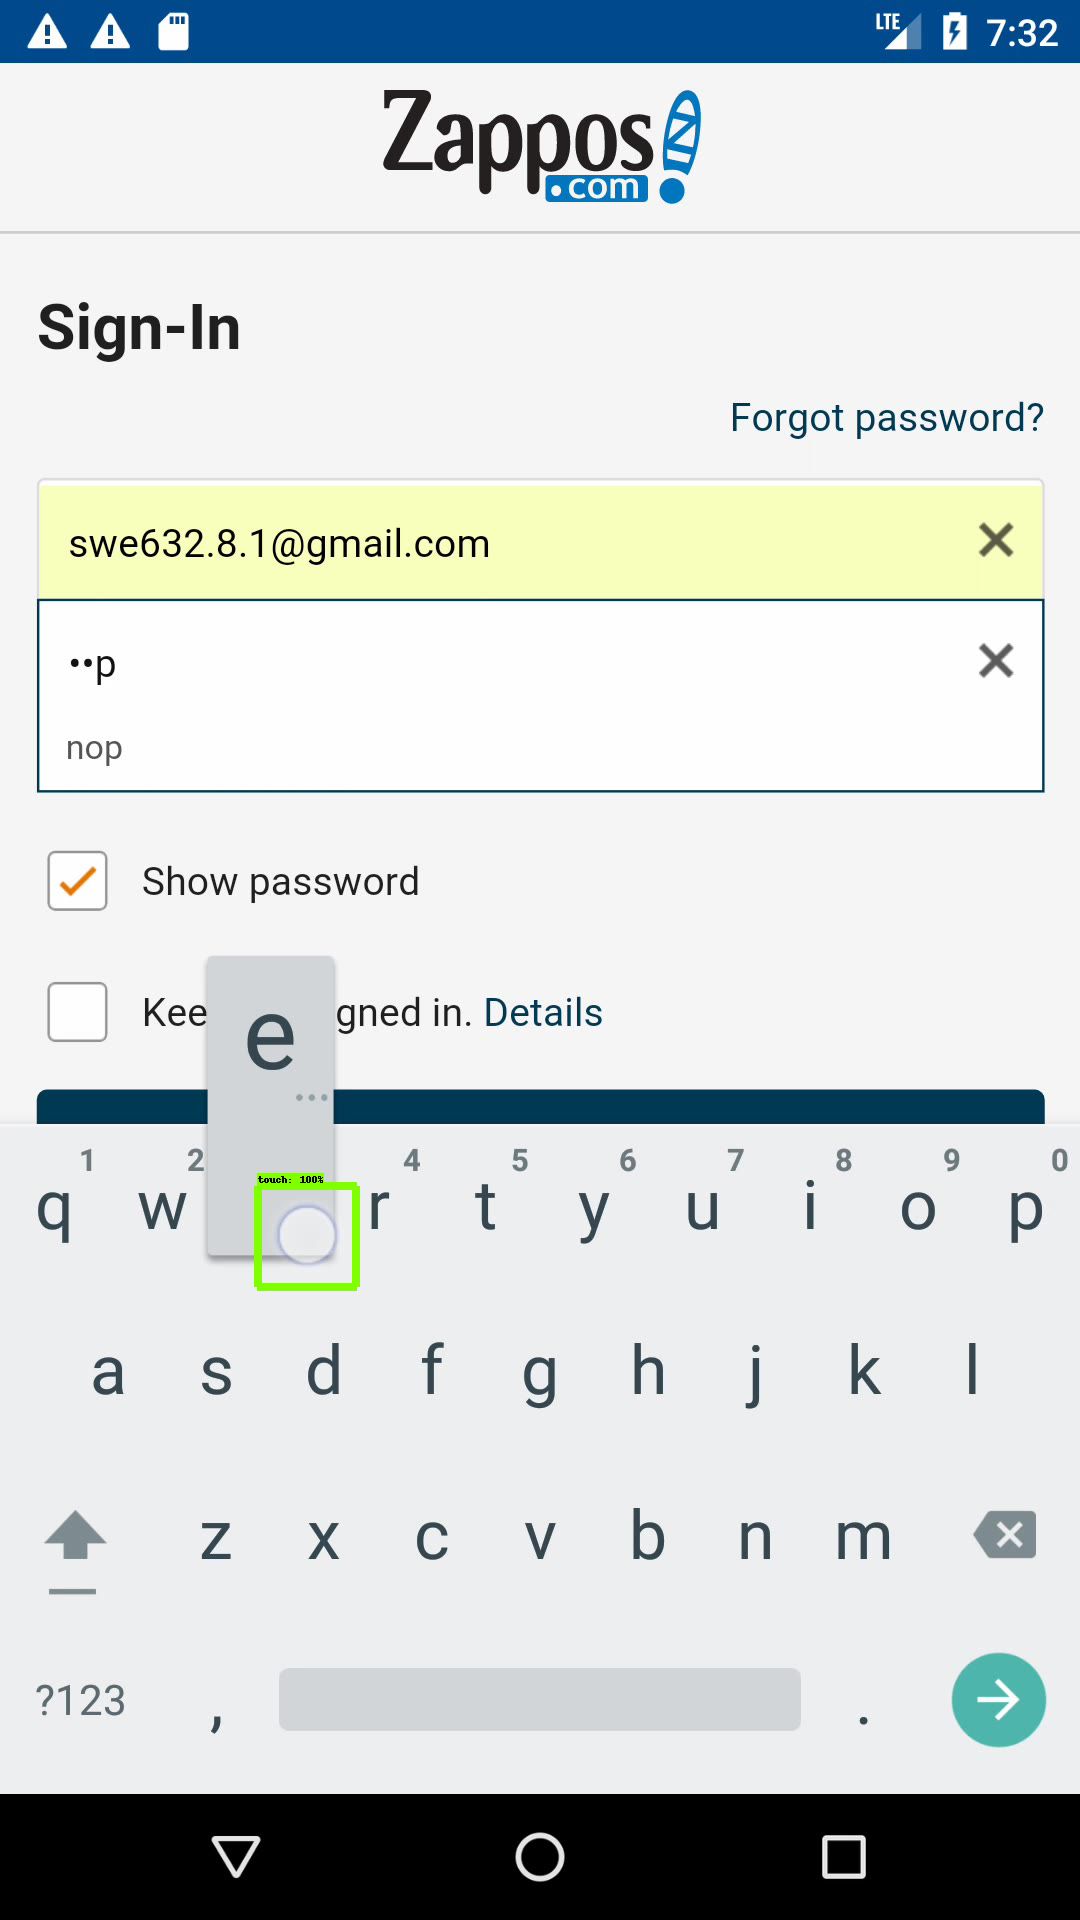 LTE 7:32
Zappos
.com
Sign-In
Forgot password?
swe632.8.1@gmail.com
••p
nop
Show password
Kee gned in. Details
e
...
touch: 100%
1 2 4 5 6 7 8 9 0
q w r t y u i o p
a s d f g h j k l
z x c v b n m
?123 , .